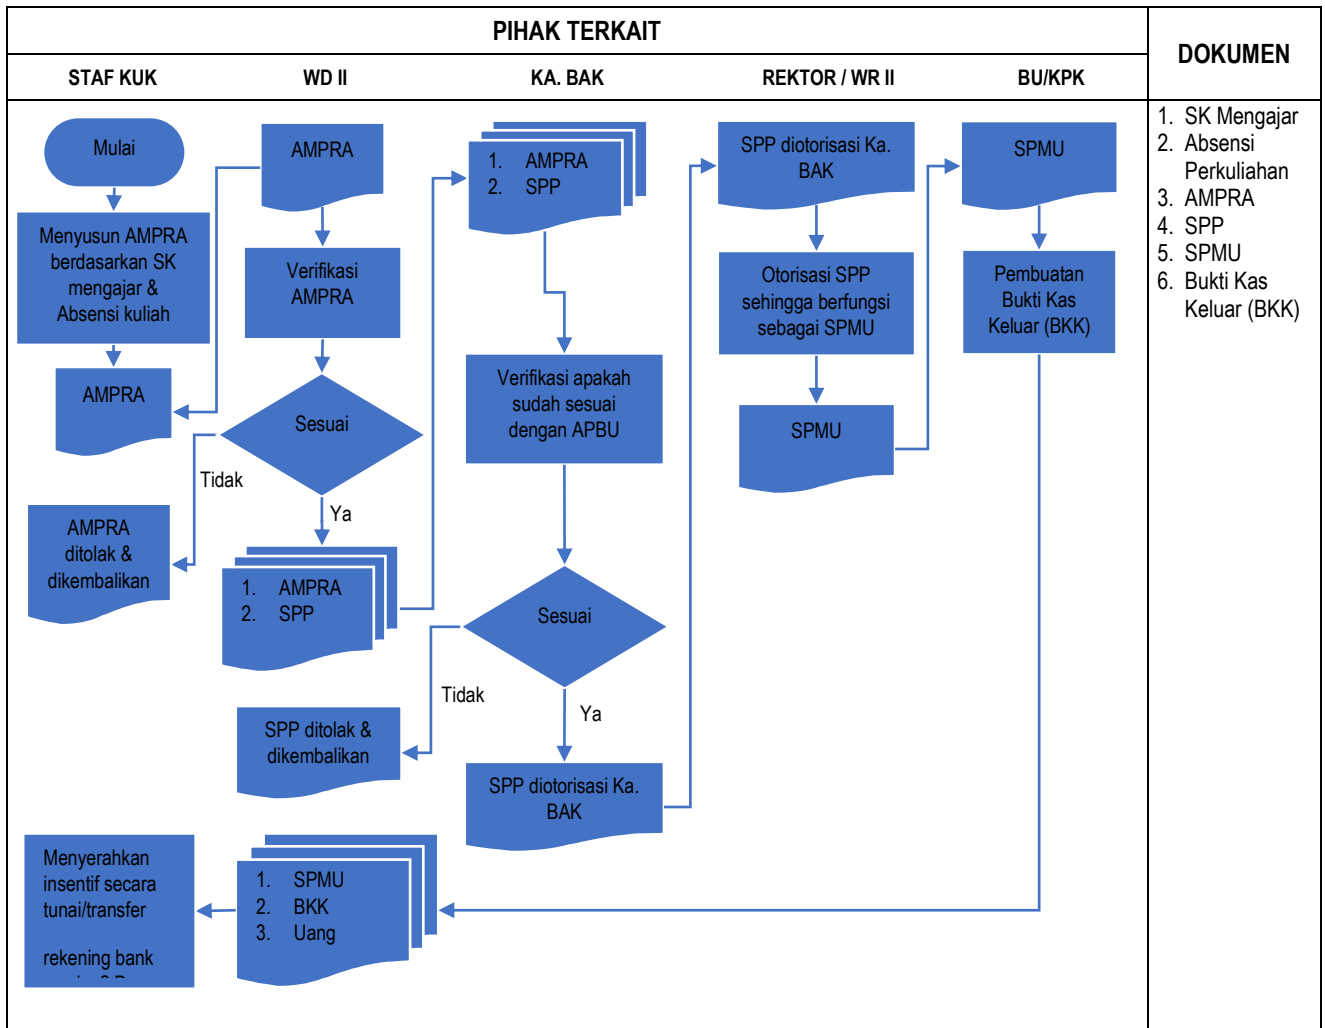 PIHAK TERKAIT
DOKUMEN
STAF KUK
WD II
KA. BAK
REKTOR / WR II
BU/KPK
Mulai
Menyusun AMPRA
berdasarkan SK
mengajar &
Absensi kuliah
AMPRA
AMPRA
ditolak &
dikembalikan
Menyerahkan
insentif secara
tunai/transfer
rekening bank
AMPRA
Verifikasi
AMPRA
Sesuai
Tidak
Ya
1. AMPRA
2. SPP
SPP ditolak &
dikembalikan
1. SPMU
2. BKK
3. Uang
1. AMPRA
2. SPP
Verifikasi apakah
sudah sesuai
dengan APBU
Sesuai
Tidak
Ya
SPP diotorisasi Ka.
BAK
SPP diotorisasi Ka.
BAK
Otorisasi SPP
sehingga berfungsi
sebagai SPMU
SPMU
SPMU
Pembuatan
Bukti Kas
Keluar (BKK)
1. SK Mengajar
2. Absensi
Perkuliahan
3. AMPRA
4. SPP
5. SPMU
6. Bukti Kas
Keluar (BKK)